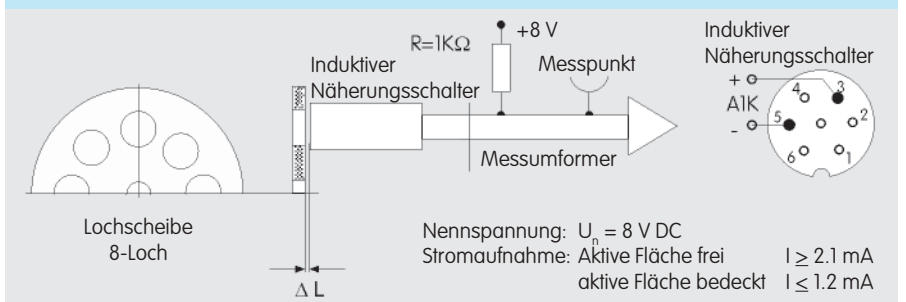 R=1KΩ
+8 V
Induktiver
Näherungsschalter
Messpunkt
Messumformer
Induktiver
Näherungsschalter
+
A1K
-
4
3
5
2
6
1
Lochscheibe
8-Loch
Δ L
Nennspannung: Un = 8 V DC
Stromaufnahme: Aktive Fläche frei I ≥ 2.1 mA
aktive Fläche bedeckt I ≤ 1.2 mA